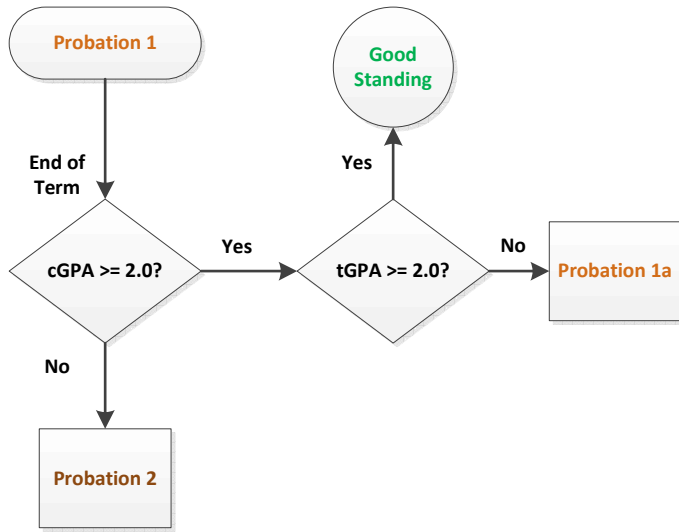 Probation 1
Good
Standing
End of
Term
Yes
cGPA >= 2.0?
Yes
tGPA >= 2.0?
No
Probation 1a
No
Probation 2